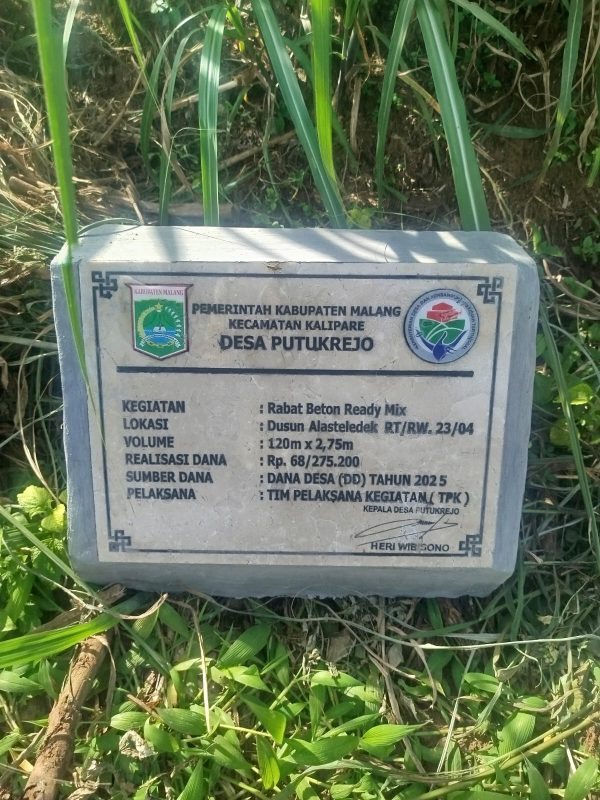 KABUPATEN MALANG
PEMERINTAH KABUPATEN MALANG
KECAMATAN KALIPARE
DESA PUTUKREJO
KEGIATAN : Rabat Beton Ready Mix
LOKASI : Dusun Alasteledek RT/RW. 23/04
VOLUME : 120m x 2,75m
REALISASI DANA : Rp. 68/275.200
SUMBER DANA : DANA DESA (DD) TAHUN 2025
PELAKSANA : TIM PELAKSANA KEGIATAN ( TPK )
KEPALA DESA PUTUKREJO
HERI WIBISONO